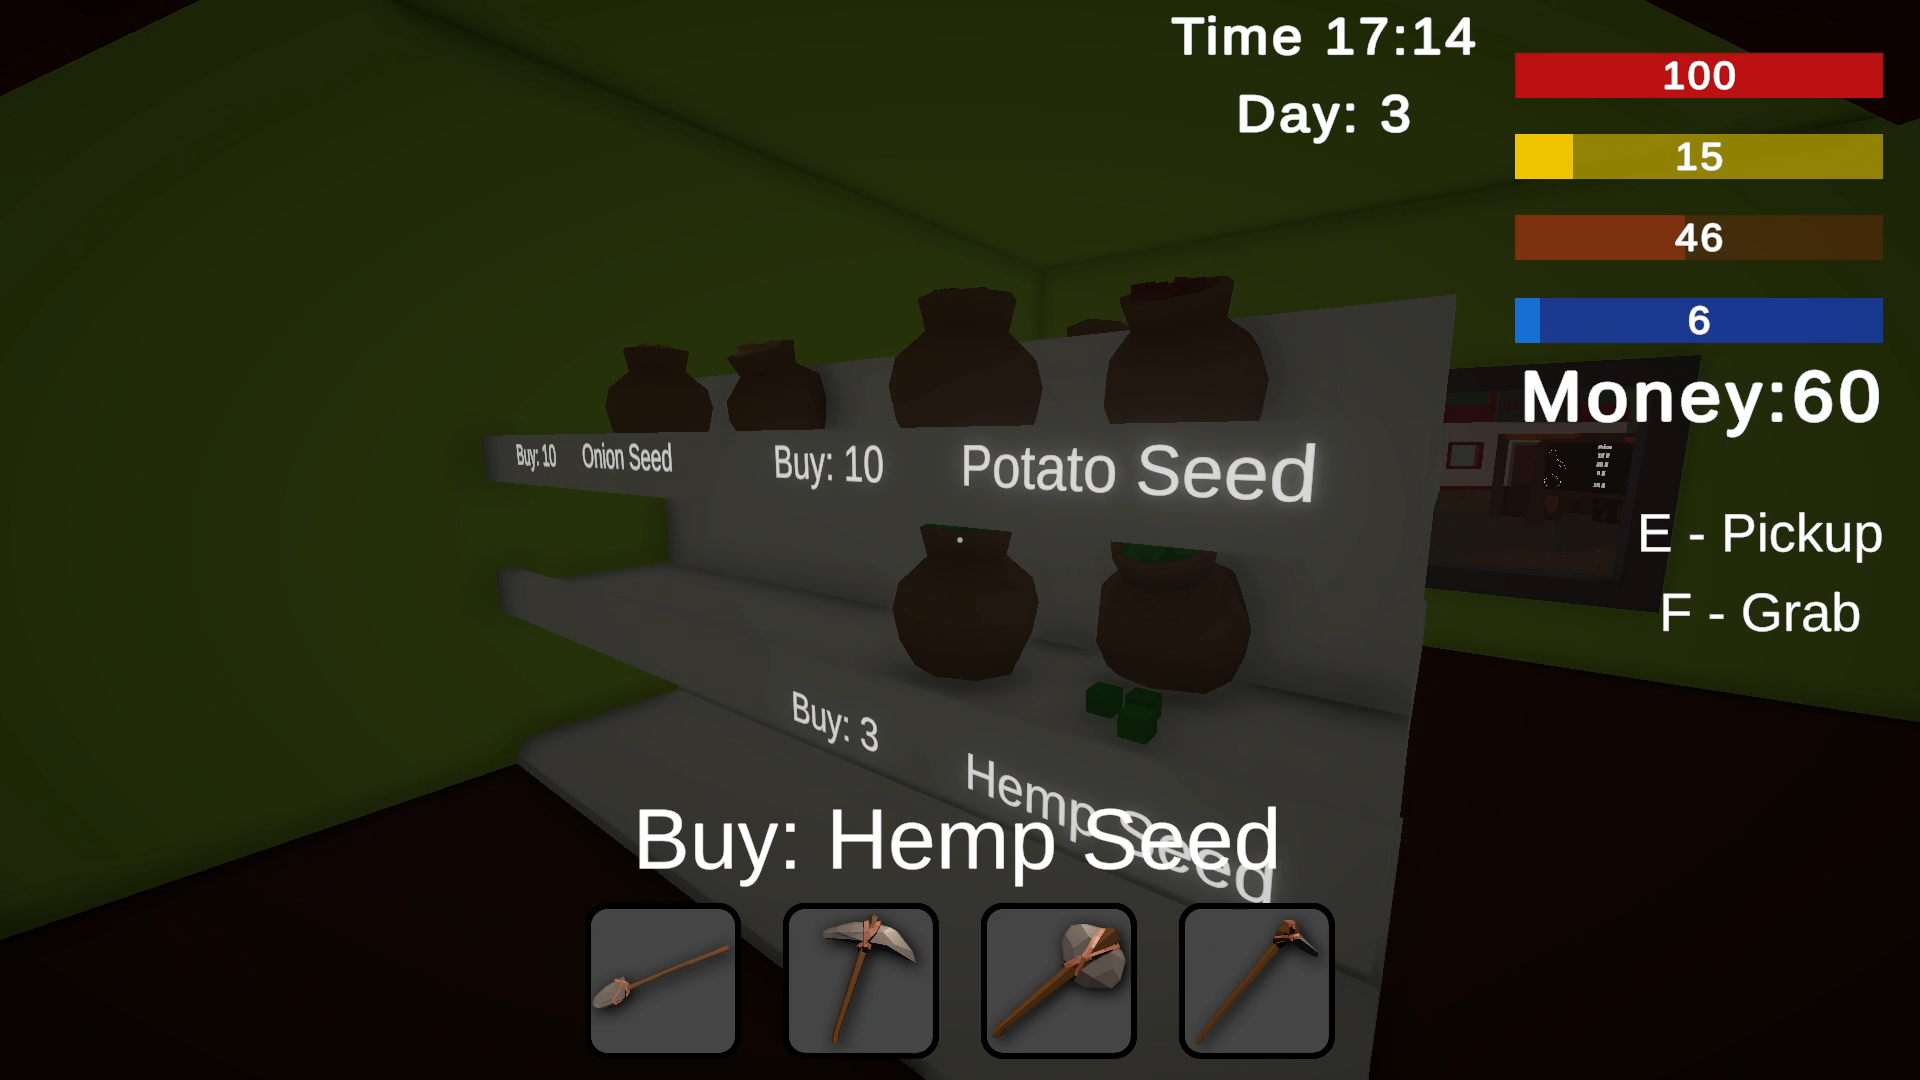 Time 17:14
Day: 3
100
15
46
6
Money:60
Buy: 10 Onion Seed
Buy: 10 Potato Seed
E - Pickup
F - Grab
Buy: 3 Hemp Seed
Buy: Hemp Seed